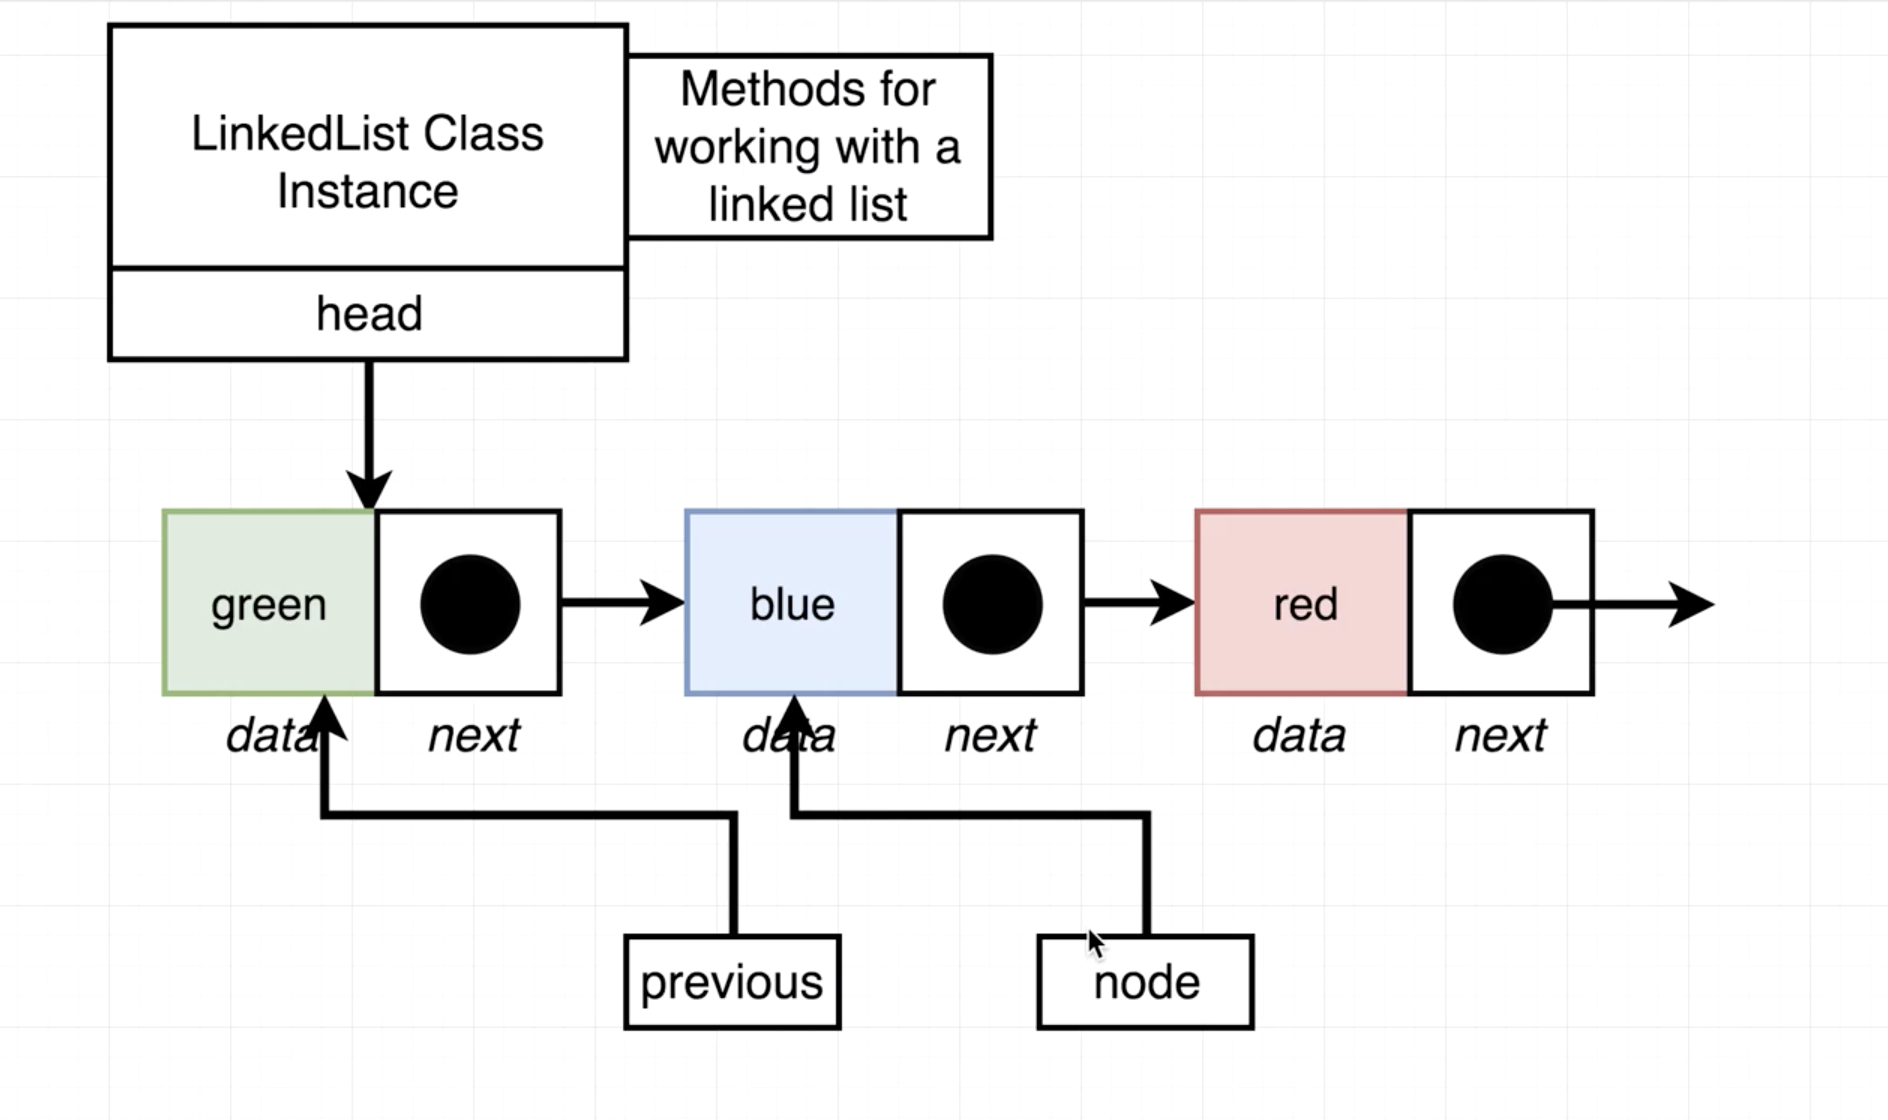 LinkedList Class
Instance
Methods for
working with a
linked list
head
green
blue
red
data
next
data
next
data
next
previous
node